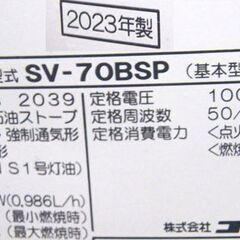 2023年製
型式 SV-70BSP (基本型
2039 定格電圧 100
石油ストーブ 定格周波数 50/
強制通気形 定格消費電力 <点火
形 <燃焼
S1号灯油)
W(0.986L/h)
(最小燃焼時)
(最大燃焼時) 株式会社